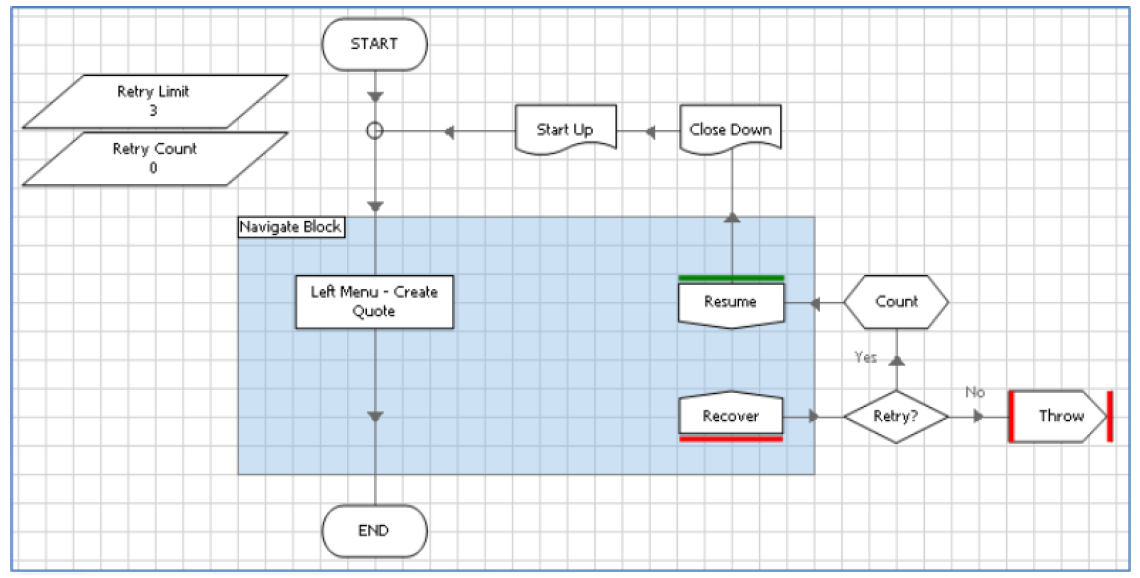 START
Retry Limit
3
Retry Count
0
Start Up
Close Down
Navigate Block
Left Menu - Create
Quote
Resume
Count
Yes
Recover
Retry?
No
Throw
END